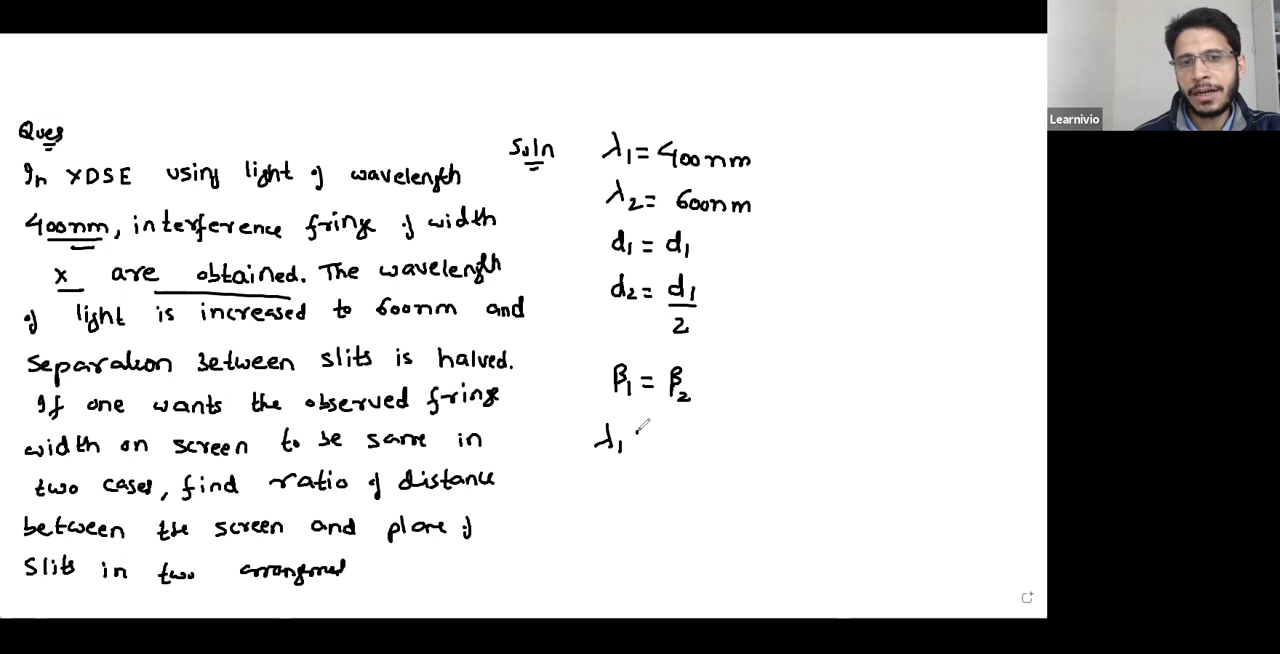 Ques
In YDSE using light of wavelength
400nm, interference fringe of width
x are obtained. The wavelength
of light is increased to 600nm and
separation between slits is halved.
If one wants the observed fringe
width on screen to be same in
two cases, find ratio of distance
between the screen and plane of
slits in two arrangement
Soln
λ1 = 400nm
λ2 = 600nm
d1 = d1
d2 = d1/2
β1 = β2
λ1
Learnivio